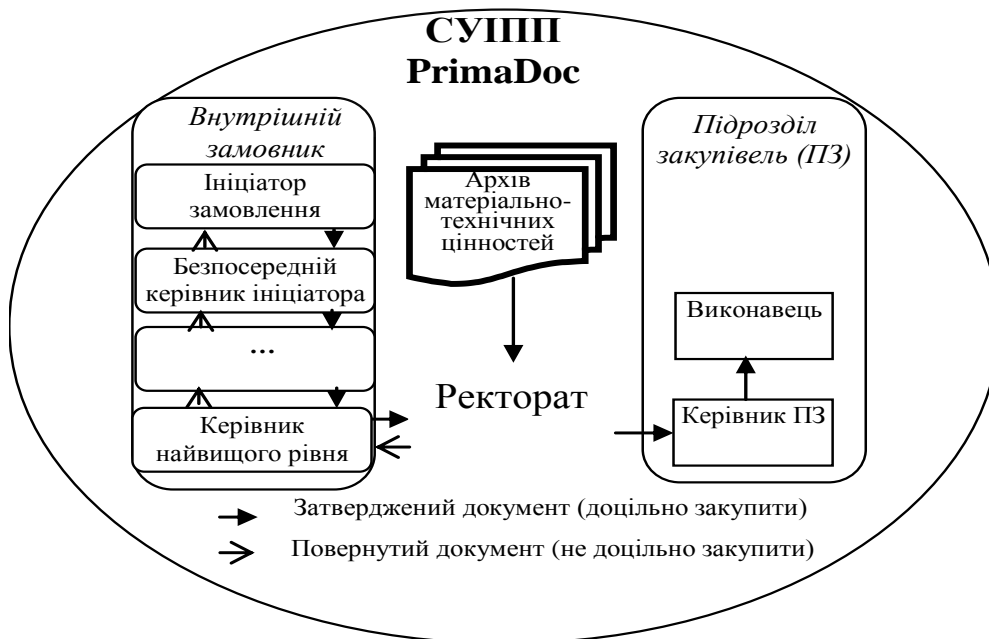 СУПП
PrimaDoc
Внутрішній
замовник
Ініціатор
замовлення
Безпосередній
керівник ініціатора
...
Керівник
найвищого рівня
Архів
матеріально-
технічних
цінностей
Ректорат
Підрозділ
закупівель (ПЗ)
Виконавець
Керівник ПЗ
Затверджений документ (доцільно закупити)
Повернутий документ (не доцільно закупити)